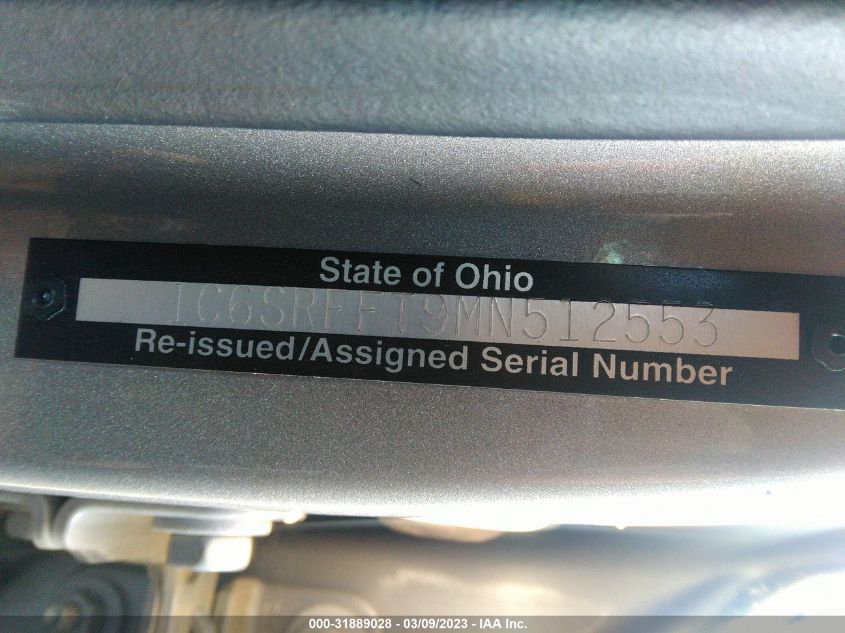 State of Ohio
1C6SRFFT9MN512553
Re-issued/Assigned Serial Number
000-31889028 - 03/09/2023 - IAA Inc.